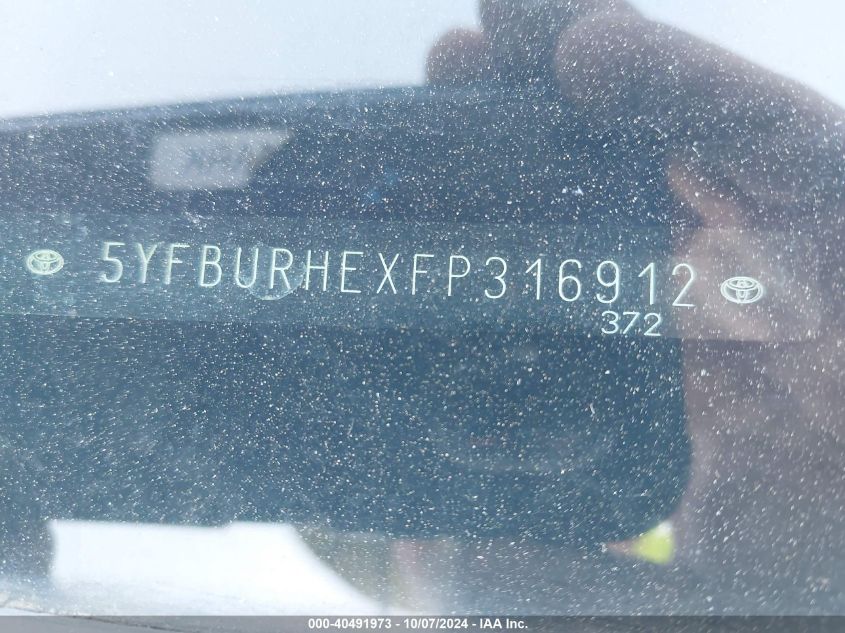 5YFBURHEXFP316912
372
000-40491973 - 10/07/2024 - IAA Inc.